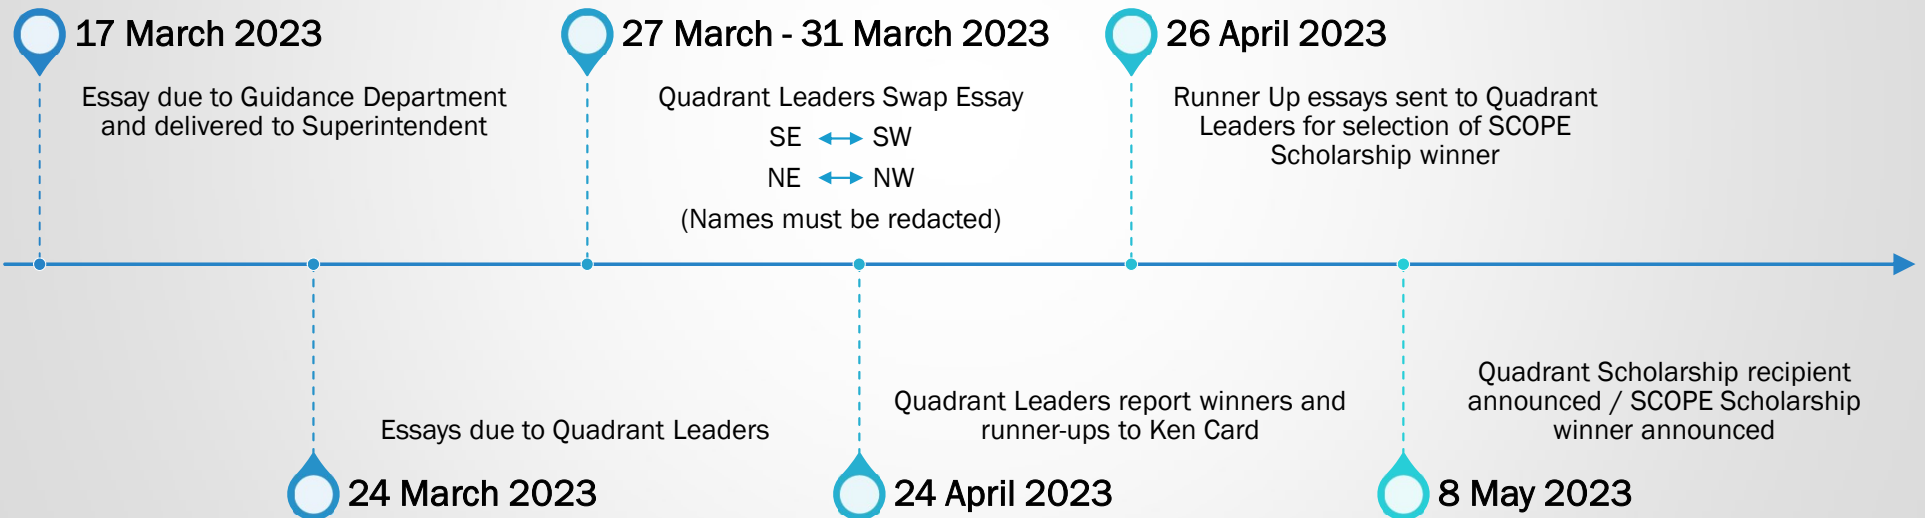 17 March 2023
Essay due to Guidance Department
and delivered to Superintendent
24 March 2023
Essays due to Quadrant Leaders
27 March - 31 March 2023
Quadrant Leaders Swap Essay
SE SW
NE NW
(Names must be redacted)
24 April 2023
Quadrant Leaders report winners and
runner-ups to Ken Card
26 April 2023
Runner Up essays sent to Quadrant
Leaders for selection of SCOPE
Scholarship winner
8 May 2023
Quadrant Scholarship recipient
announced / SCOPE Scholarship
winner announced